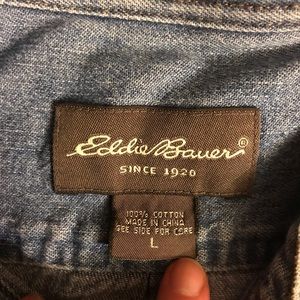 Eddie Bauer®
SINCE 1920
100% COTTON
MADE IN CHINA
SEE SIDE FOR CARE
L